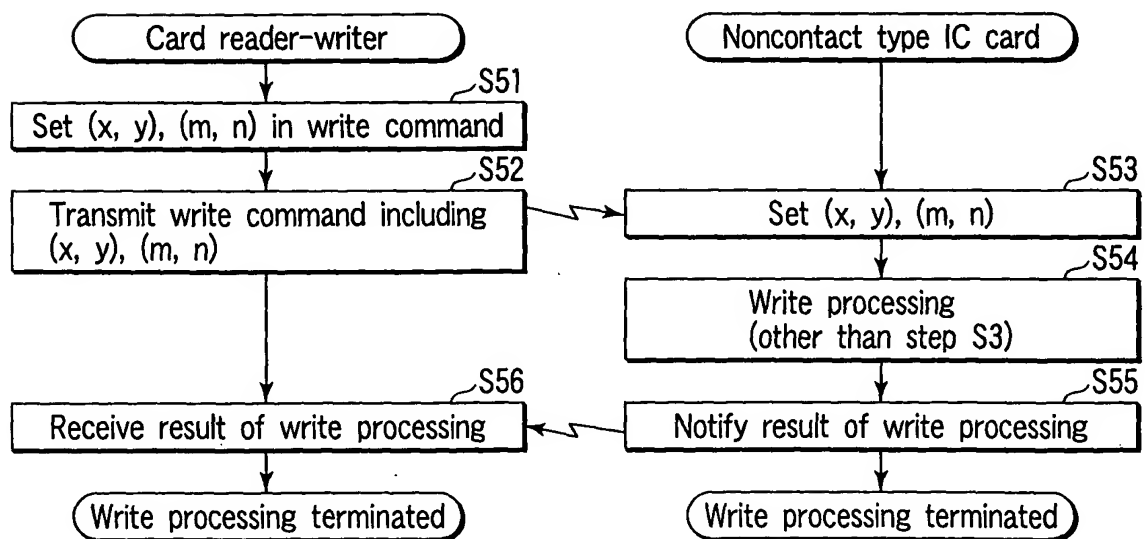 Card reader-writer
Noncontact type IC card
S51
Set (x, y), (m, n) in write command
S52
Transmit write command including
(x, y), (m, n)
S53
Set (x, y), (m, n)
S54
Write processing
(other than step S3)
S56
Receive result of write processing
S55
Notify result of write processing
Write processing terminated
Write processing terminated